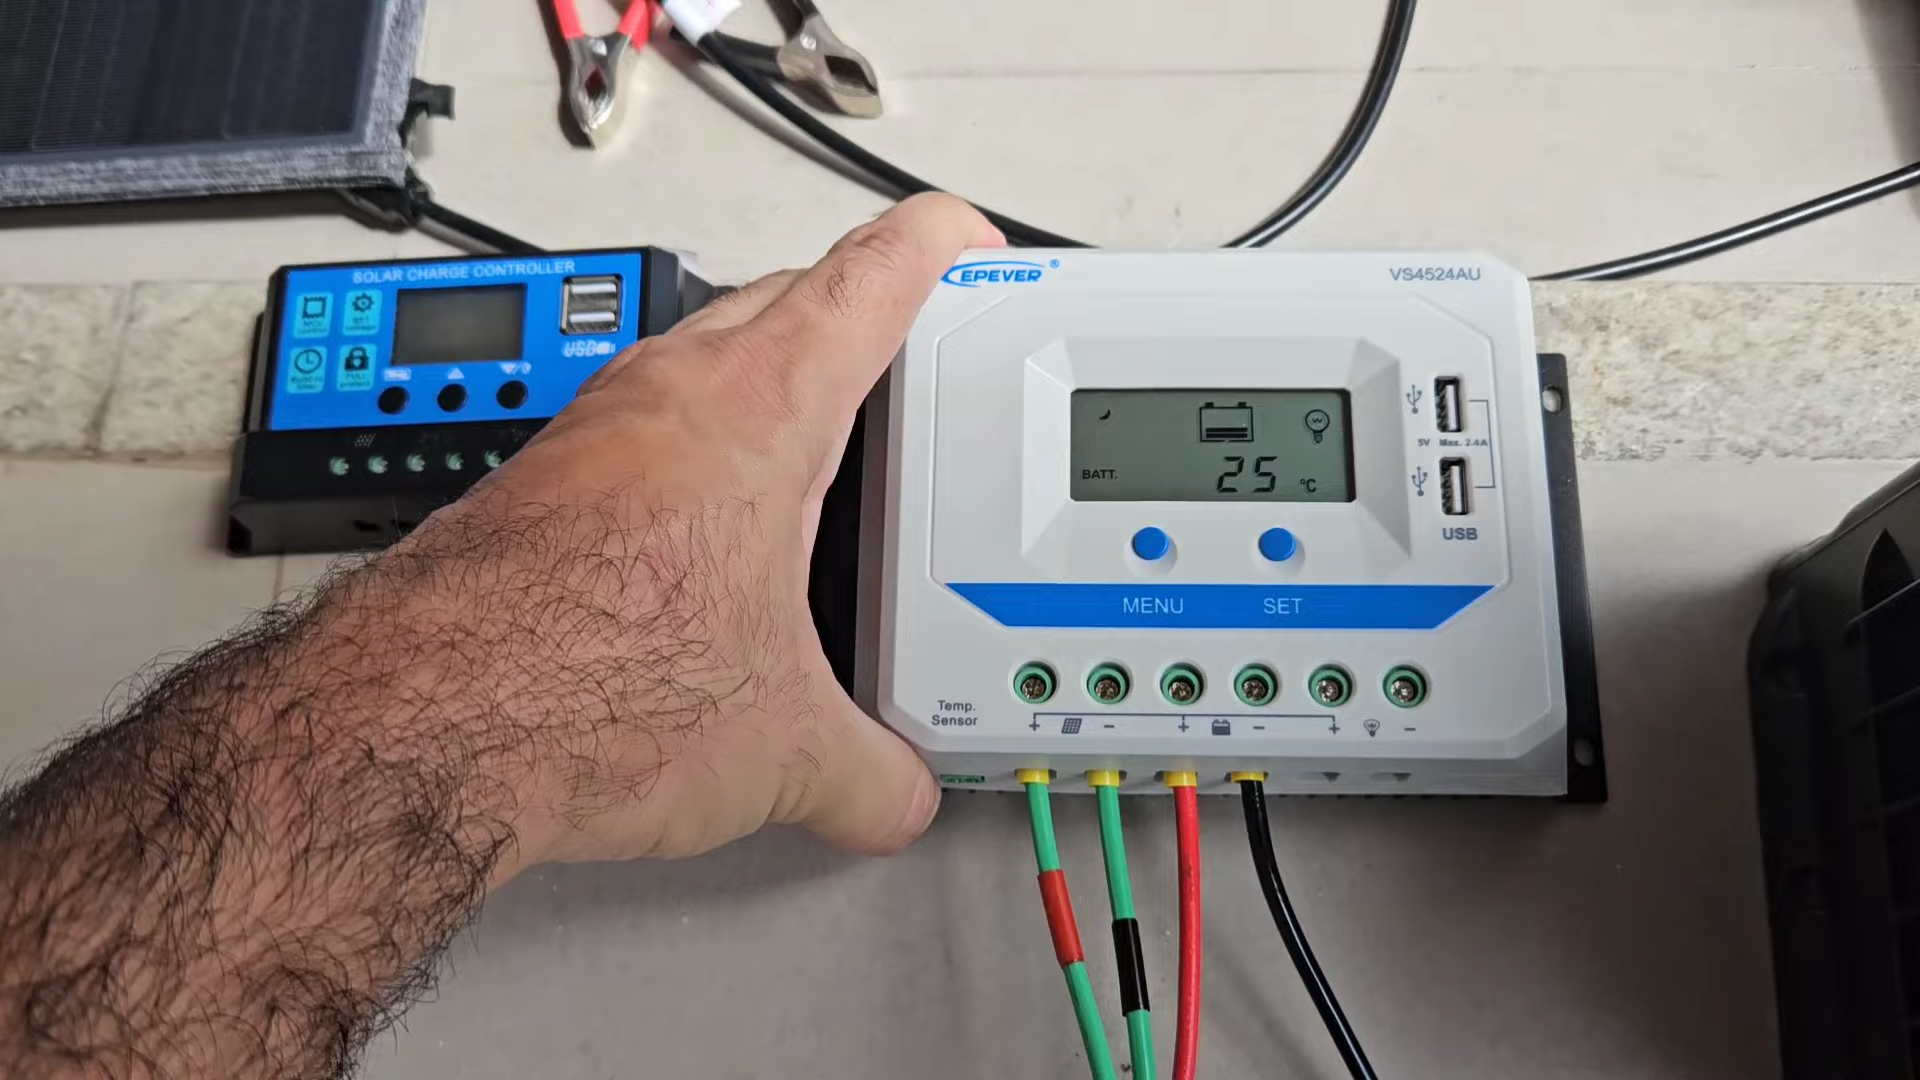 SOLAR CHARGE CONTROLLER
USB
EPEVER®
VS4524AU
BATT.
25 °C
5V Max. 2.4A
USB
MENU
SET
Temp.
Sensor
+ − + − + −